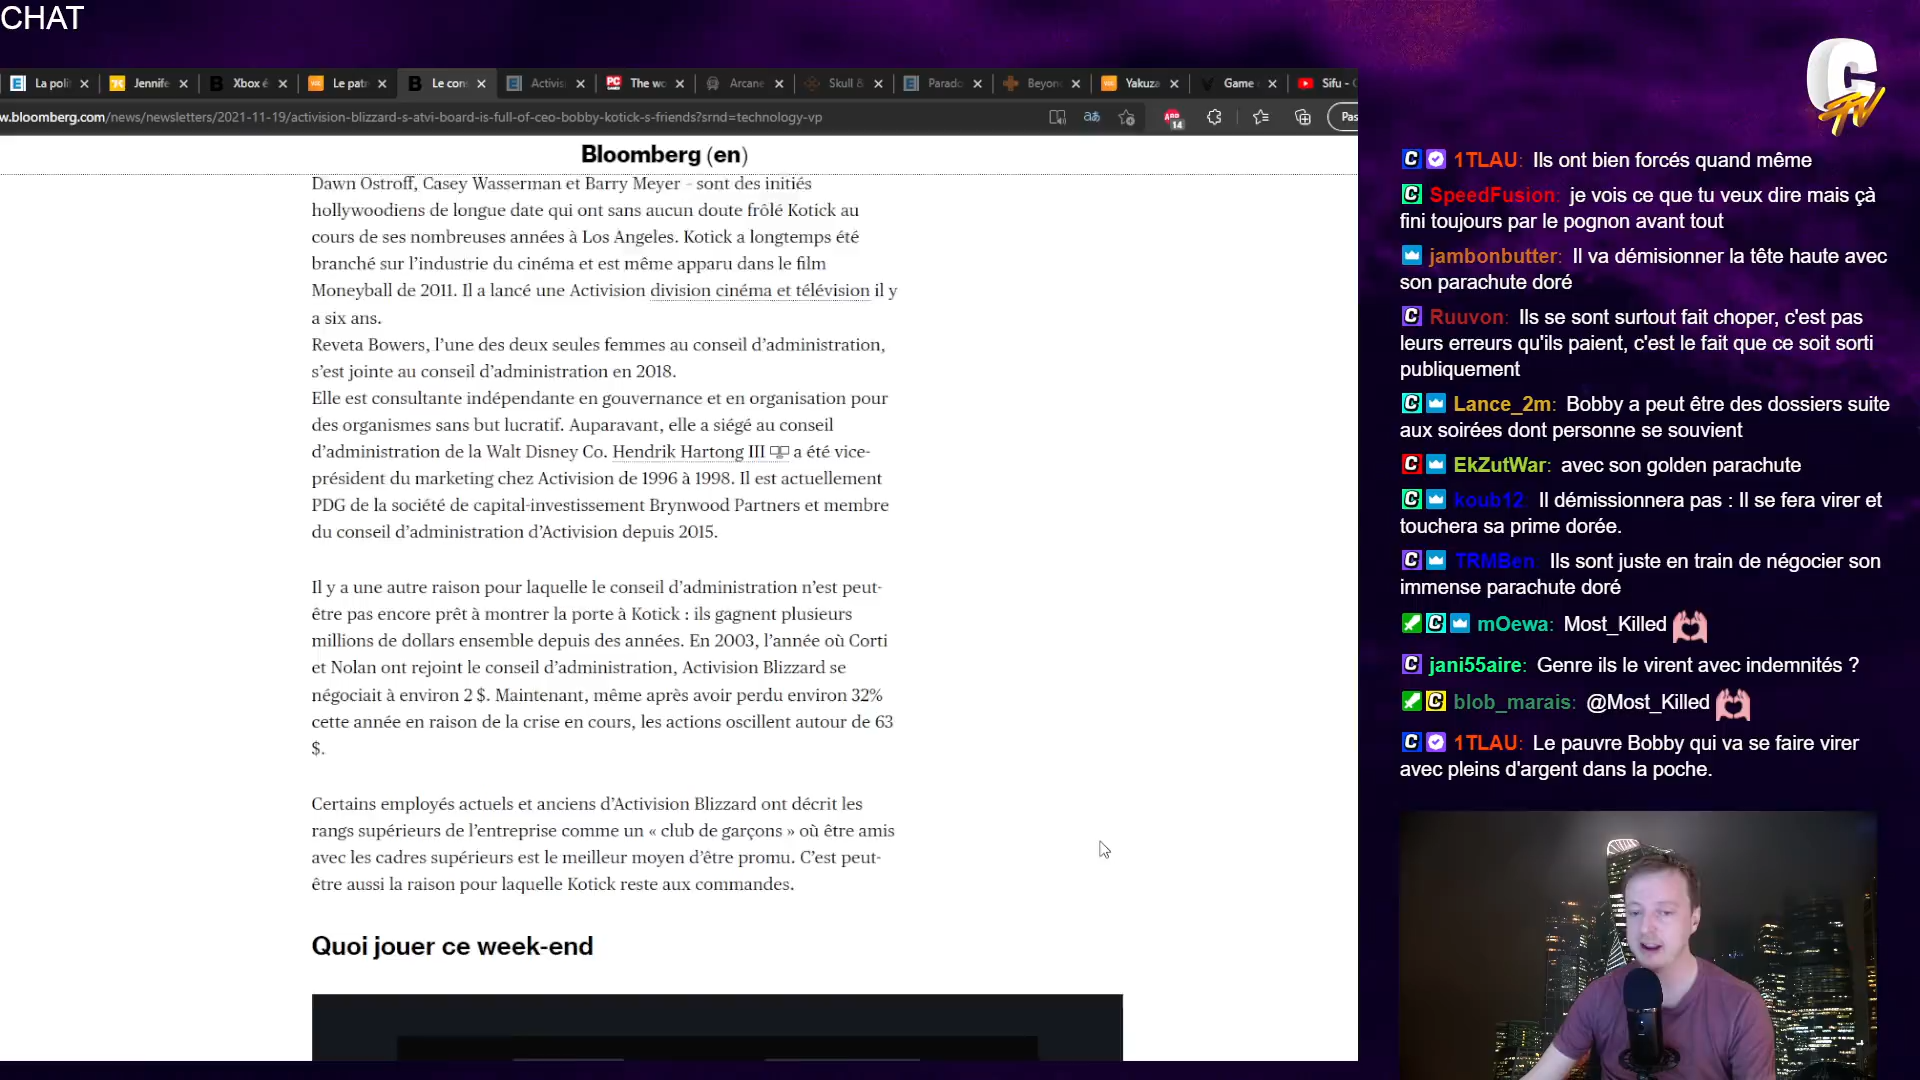 CHAT
La poli
Jennife
Xbox é
Le patr
Le cons
Activis
The wo
Arcane
Skull &
Parado
Beyon
Yakuza
Game
Sifu -
w.bloomberg.com/news/newsletters/2021-11-19/activision-blizzard-s-atvi-board-is-full-of-ceo-bobby-kotick-s-friends?srnd=technology-vp
14
Pas
Bloomberg (en)
Dawn Ostroff, Casey Wasserman et Barry Meyer - sont des initiés
hollywoodiens de longue date qui ont sans aucun doute frôlé Kotick au
cours de ses nombreuses années à Los Angeles. Kotick a longtemps été
branché sur l’industrie du cinéma et est même apparu dans le film
Moneyball de 2011. Il a lancé une Activision division cinéma et télévision il y
a six ans.
Reveta Bowers, l’une des deux seules femmes au conseil d’administration,
s’est jointe au conseil d’administration en 2018.
Elle est consultante indépendante en gouvernance et en organisation pour
des organismes sans but lucratif. Auparavant, elle a siégé au conseil
d’administration de la Walt Disney Co. Hendrik Hartong III a été vice-
président du marketing chez Activision de 1996 à 1998. Il est actuellement
PDG de la société de capital-investissement Brynwood Partners et membre
du conseil d’administration d’Activision depuis 2015.
Il y a une autre raison pour laquelle le conseil d’administration n’est peut-
être pas encore prêt à montrer la porte à Kotick : ils gagnent plusieurs
millions de dollars ensemble depuis des années. En 2003, l’année où Corti
et Nolan ont rejoint le conseil d’administration, Activision Blizzard se
négociait à environ 2 $. Maintenant, même après avoir perdu environ 32%
cette année en raison de la crise en cours, les actions oscillent autour de 63
$.
Certains employés actuels et anciens d’Activision Blizzard ont décrit les
rangs supérieurs de l’entreprise comme un « club de garçons » où être amis
avec les cadres supérieurs est le meilleur moyen d’être promu. C’est peut-
être aussi la raison pour laquelle Kotick reste aux commandes.
Quoi jouer ce week-end
C
TV
1TLAU: Ils ont bien forcés quand même
SpeedFusion: je vois ce que tu veux dire mais çà
fini toujours par le pognon avant tout
jambonbutter: Il va démisionner la tête haute avec
son parachute doré
Ruuvon: Ils se sont surtout fait choper, c'est pas
leurs erreurs qu'ils paient, c'est le fait que ce soit sorti
publiquement
Lance_2m: Bobby a peut être des dossiers suite
aux soirées dont personne se souvient
EkZutWar: avec son golden parachute
koub12: Il démissionnera pas : Il se fera virer et
touchera sa prime dorée.
TRMBen: Ils sont juste en train de négocier son
immense parachute doré
mOewa: Most_Killed
jani55aire: Genre ils le virent avec indemnités ?
blob_marais: @Most_Killed
1TLAU: Le pauvre Bobby qui va se faire virer
avec pleins d'argent dans la poche.